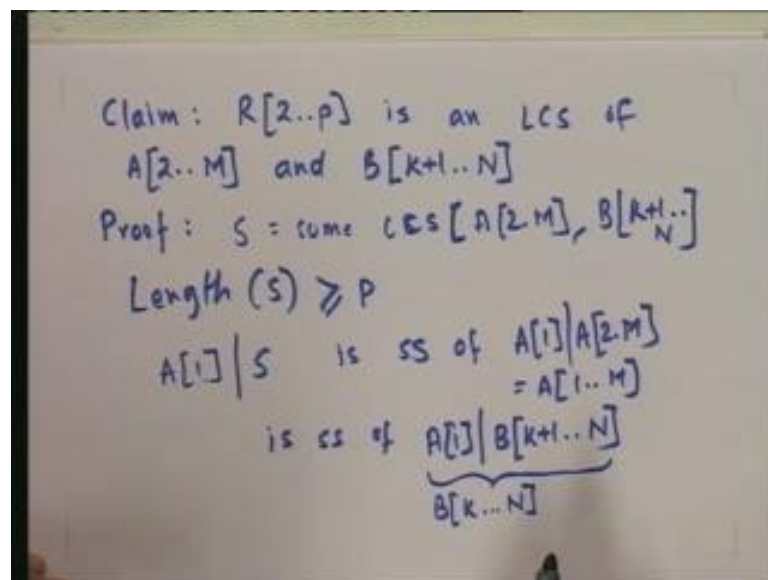 Claim: R[2..p] is an LCS of
A[2..M] and B[k+1..N]
Proof: S = some LCS [A[2.M], B[k+1..N]
Length (S) ⩾ P
A[1] | S is ss of A[1] | A[2.M]
= A[1..M]
is ss of A[1] | B[k+1..N]
B[k...N]